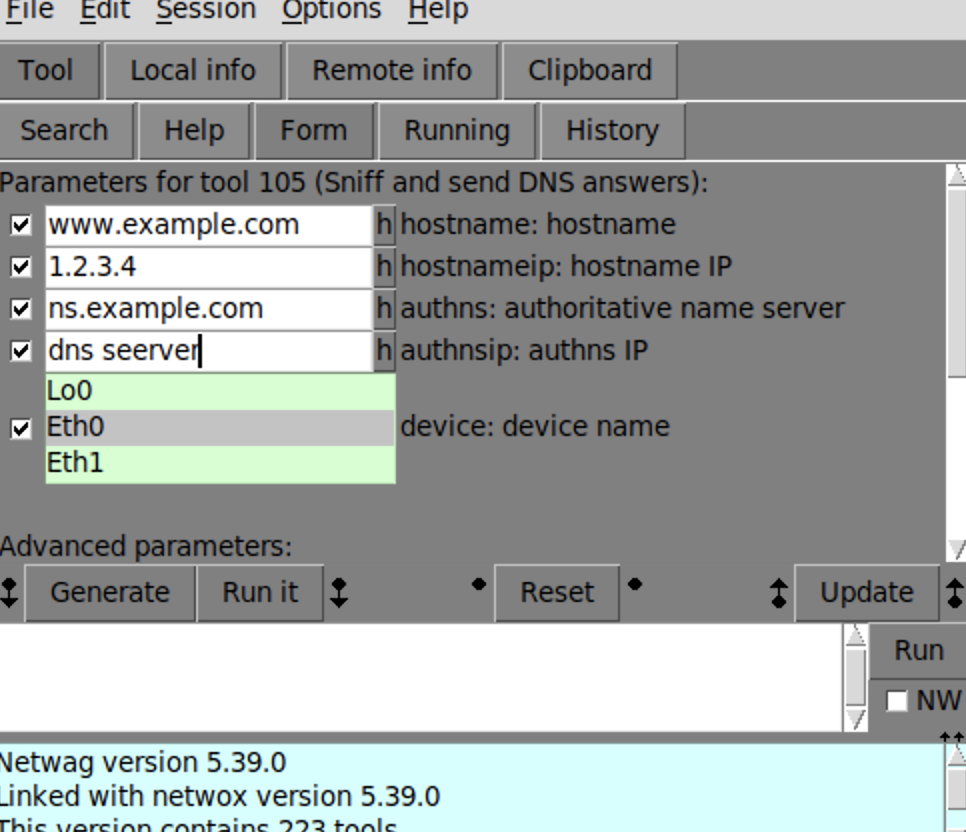 File Edit Session Options Help
Tool Local info Remote info Clipboard
Search Help Form Running History
Parameters for tool 105 (Sniff and send DNS answers):
www.example.com h hostname: hostname
1.2.3.4 h hostnameip: hostname IP
ns.example.com h authns: authoritative name server
dns seerver h authnsip: authns IP
Lo0
Eth0 device: device name
Eth1
Advanced parameters:
Generate Run it Reset Update
Run
NW
Netwag version 5.39.0
Linked with netwox version 5.39.0
This version contains 223 tools